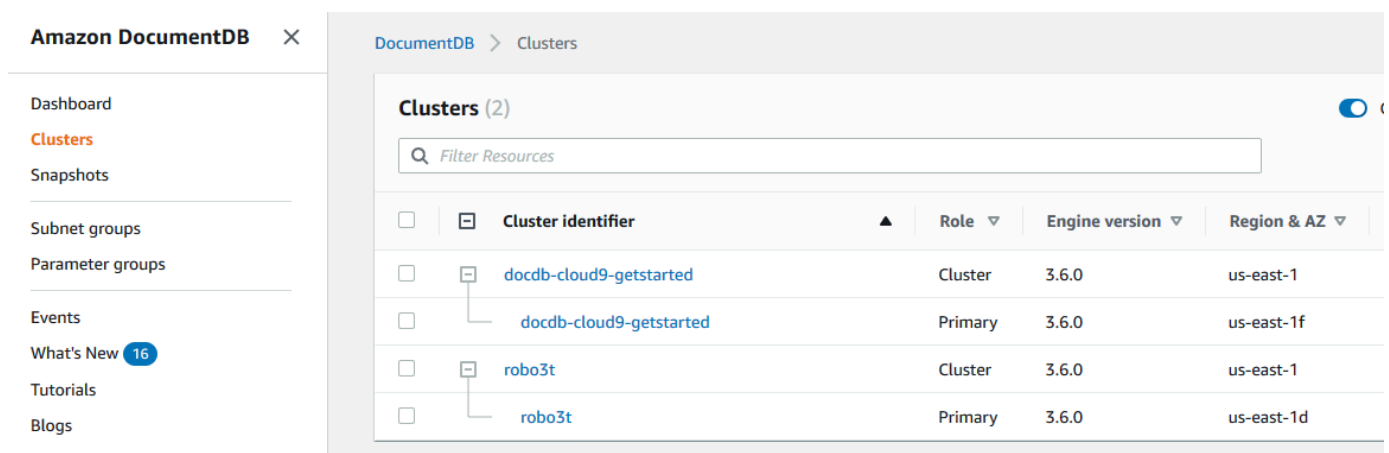 Amazon DocumentDB
Dashboard
Clusters
Snapshots
Subnet groups
Parameter groups
Events
What's New 16
Tutorials
Blogs
DocumentDB > Clusters
Clusters (2)
Filter Resources
Cluster identifier Role Engine version Region & AZ
docdb-cloud9-getstarted Cluster 3.6.0 us-east-1
docdb-cloud9-getstarted Primary 3.6.0 us-east-1f
robo3t Cluster 3.6.0 us-east-1
robo3t Primary 3.6.0 us-east-1d